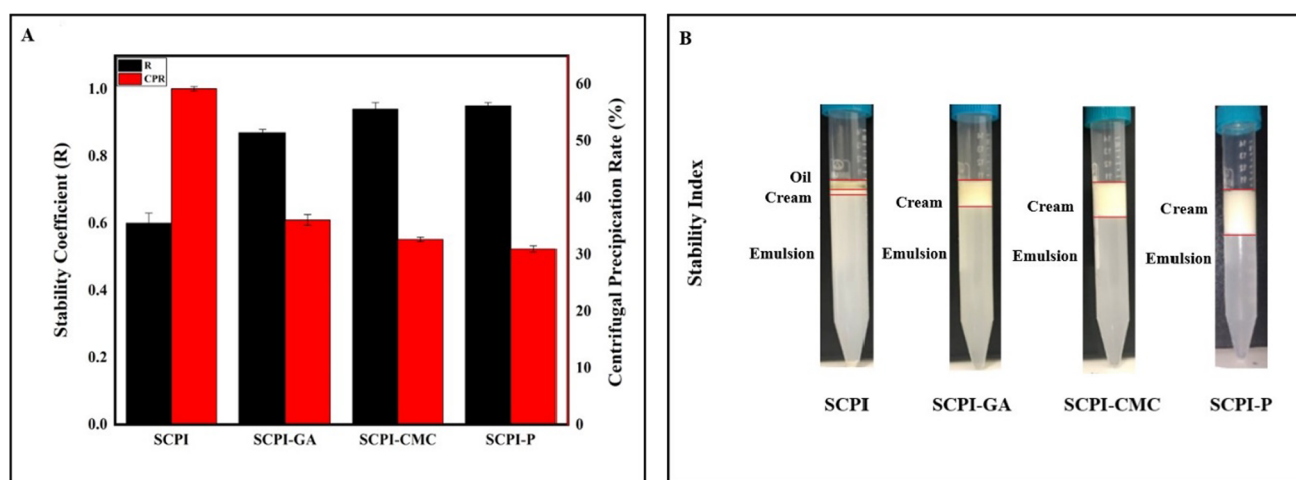 A
R
CPR
Stability Coefficient (R)
1.0
0.8
0.6
0.4
0.2
0.0
60
50
40
30
20
10
0
Centrifugal Precipication Rate (%)
SCPI SCPI-GA SCPI-CMC SCPI-P
B
Stability Index
Oil
Cream
Emulsion
Cream
Emulsion
Cream
Emulsion
Cream
Emulsion
SCPI SCPI-GA SCPI-CMC SCPI-P